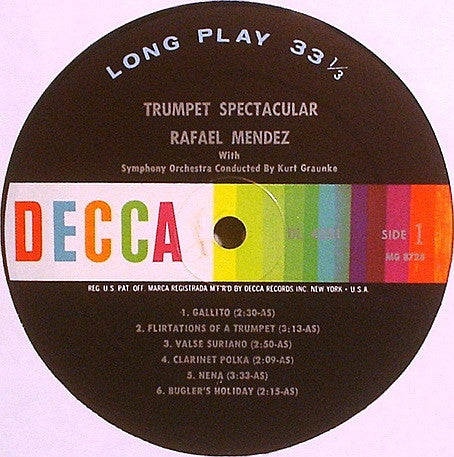 LONG PLAY 33 1/3
TRUMPET SPECTACULAR
RAFAEL MENDEZ
With
Symphony Orchestra Conducted By Kurt Graunke
DECCA
SIDE 1
MG 8728
REG. U.S. PAT. OFF. MARCA REGISTRADA MT'R'D BY DECCA RECORDS INC. NEW YORK • U.S.A.
1. GALLITO (2:30-AS)
2. FLIRTATIONS OF A TRUMPET (3:13-AS)
3. VALSE SURIANO (2:50-AS)
4. CLARINET POLKA (2:09-AS)
5. NENA (3:33-AS)
6. BUGLER'S HOLIDAY (2:15-AS)